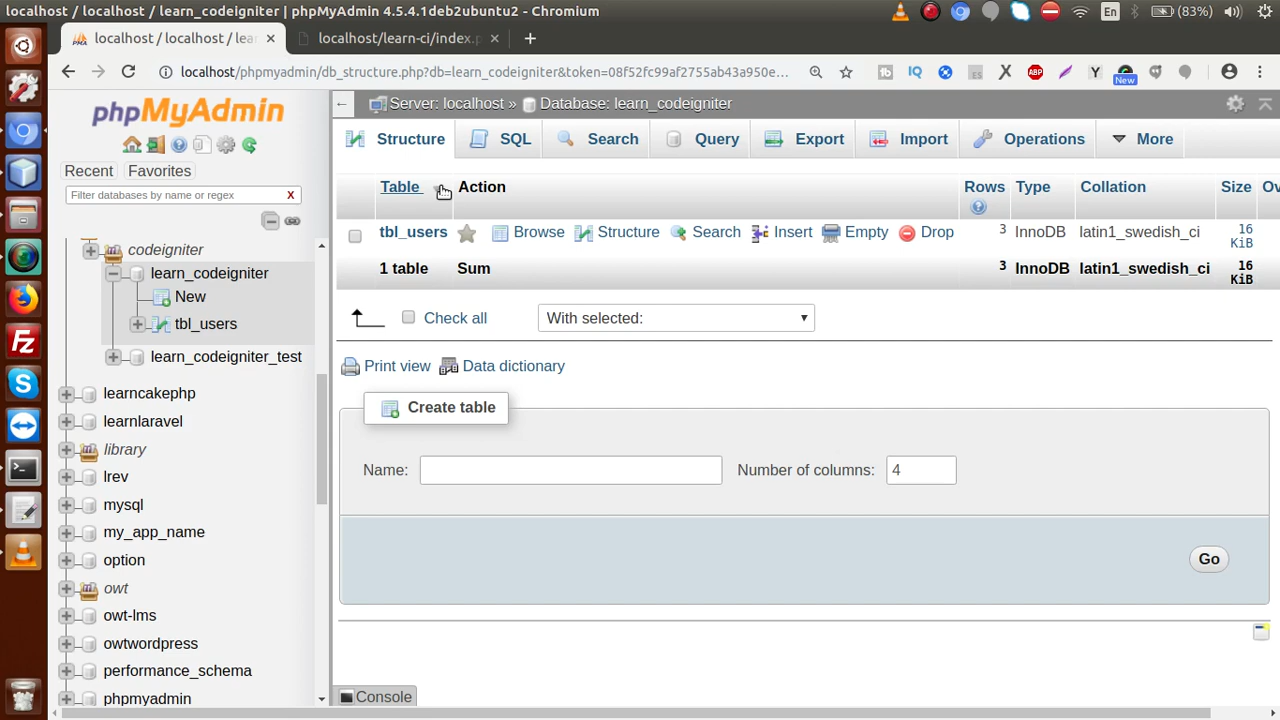 localhost / localhost / learn_codeigniter | phpMyAdmin 4.5.4.1deb2ubuntu2 - Chromium
En (83%)
localhost / localhost / lea × localhost/learn-ci/index.p × +
localhost/phpmyadmin/db_structure.php?db=learn_codeigniter&token=08f52fc99af2755ab43a950e...
IQ ABP Y New
phpMyAdmin
Recent Favorites
Filter databases by name or regex X
codeigniter
learn_codeigniter
New
tbl_users
learn_codeigniter_test
learncakephp
learnlaravel
library
lrev
mysql
my_app_name
option
owt
owt-lms
owtwordpress
performance_schema
phpmyadmin
Server: localhost » Database: learn_codeigniter
Structure SQL Search Query Export Import Operations More
Table Action Rows Type Collation Size Ov
tbl_users Browse Structure Search Insert Empty Drop 3 InnoDB latin1_swedish_ci 16 KiB
1 table Sum 3 InnoDB latin1_swedish_ci 16 KiB
Check all With selected:
Print view Data dictionary
Create table
Name: Number of columns: 4
Go
Console